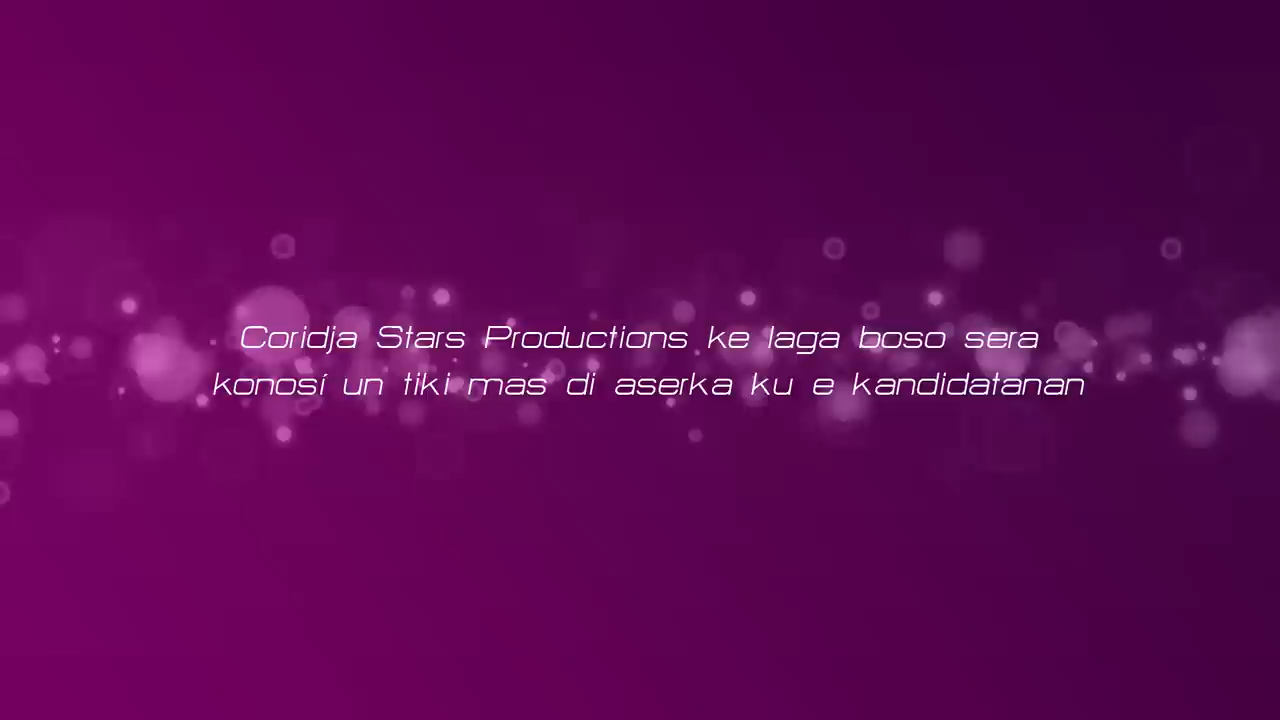 Coridja Stars Productions ke laga boso sera
konosí un tiki mas di aserka ku e kandidatanan